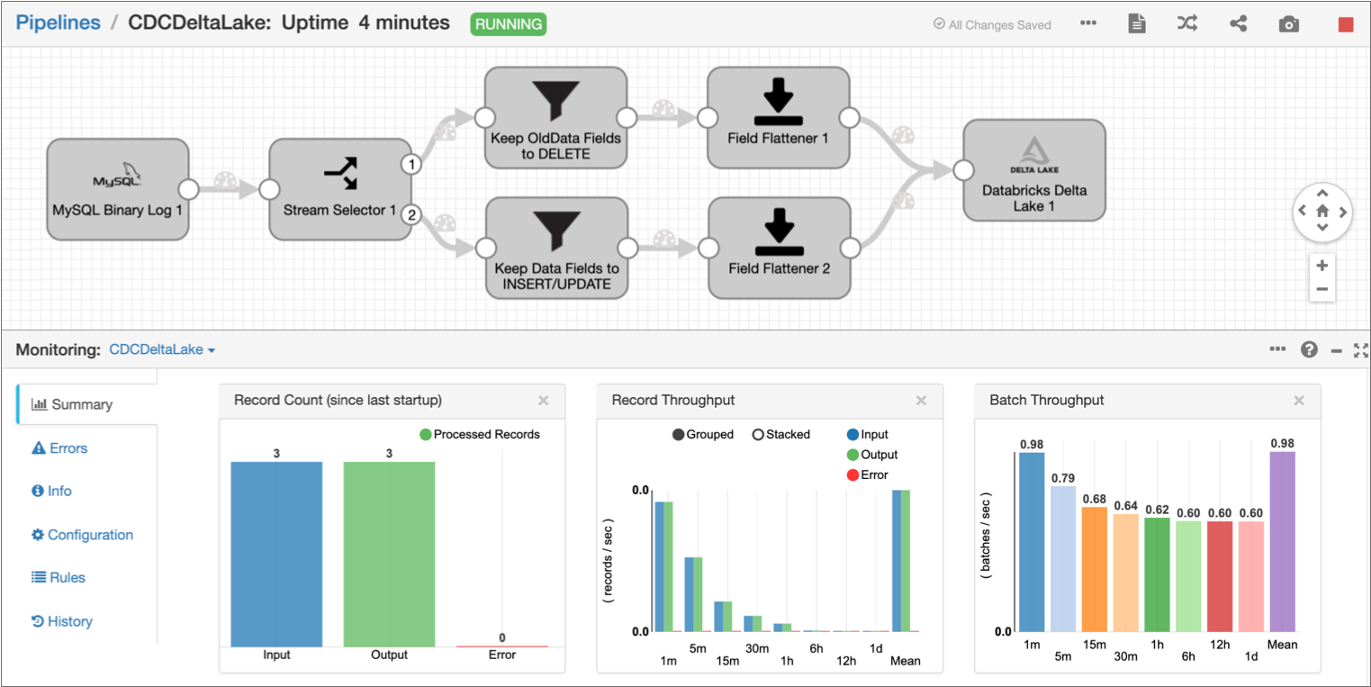 Pipelines / CDCDeltaLake: Uptime 4 minutes RUNNING
All Changes Saved
Keep OldData Fields
to DELETE
Field Flattener 1
MySQL
MySQL Binary Log 1
Stream Selector 1
1
2
DELTA LAKE
Databricks Delta
Lake 1
Keep Data Fields to
INSERT/UPDATE
Field Flattener 2
Monitoring: CDCDeltaLake
Summary
Errors
Info
Configuration
Rules
History
Record Count (since last startup)
Processed Records
3 3 0
Input Output Error
Record Throughput
Grouped Stacked Input
Output
Error
0.0
( records / sec )
0.0
1m 5m 15m 30m 1h 6h 12h 1d Mean
Batch Throughput
0.98 0.79 0.68 0.64 0.62 0.60 0.60 0.60 0.98
( batches / sec )
0.0
1m 5m 15m 30m 1h 6h 12h 1d Mean